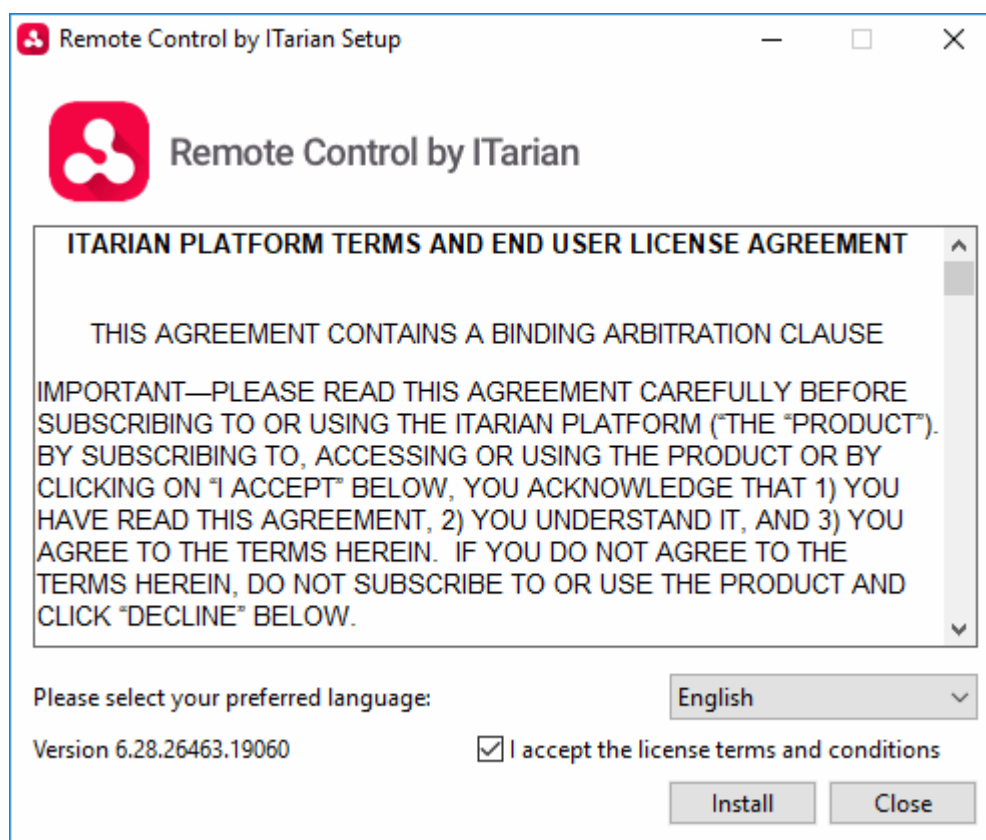 Remote Control by ITarian Setup
Remote Control by ITarian
ITARIAN PLATFORM TERMS AND END USER LICENSE AGREEMENT
THIS AGREEMENT CONTAINS A BINDING ARBITRATION CLAUSE
IMPORTANT—PLEASE READ THIS AGREEMENT CAREFULLY BEFORE
SUBSCRIBING TO OR USING THE ITARIAN PLATFORM (“THE “PRODUCT”).
BY SUBSCRIBING TO, ACCESSING OR USING THE PRODUCT OR BY
CLICKING ON “I ACCEPT” BELOW, YOU ACKNOWLEDGE THAT 1) YOU
HAVE READ THIS AGREEMENT, 2) YOU UNDERSTAND IT, AND 3) YOU
AGREE TO THE TERMS HEREIN.  IF YOU DO NOT AGREE TO THE
TERMS HEREIN, DO NOT SUBSCRIBE TO OR USE THE PRODUCT AND
CLICK “DECLINE” BELOW.
Please select your preferred language:
English
Version 6.28.26463.19060
I accept the license terms and conditions
Install
Close